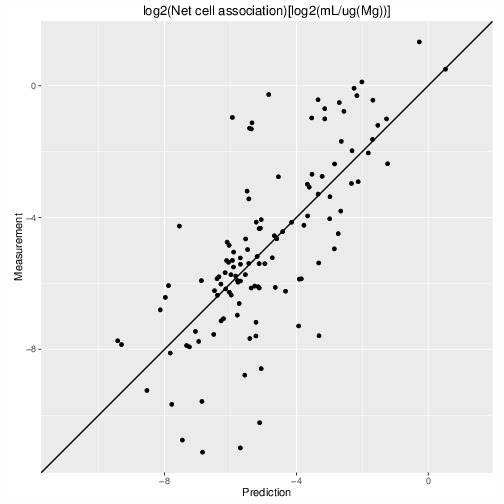 log2(Net cell association)[log2(mL/ug(Mg))]
Measurement
0
−4
−8
−8
−4
0
Prediction